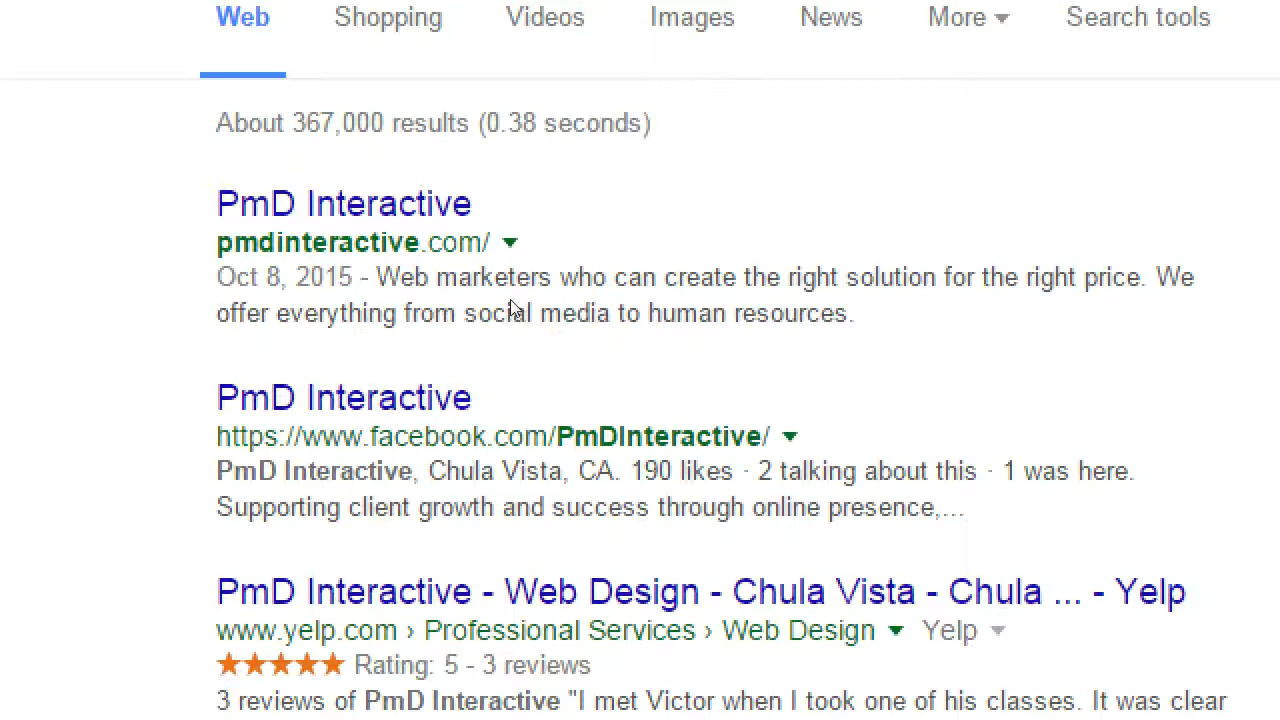 Web Shopping Videos Images News More Search tools
About 367,000 results (0.38 seconds)
PmD Interactive
pmdinteractive.com/
Oct 8, 2015 - Web marketers who can create the right solution for the right price. We
offer everything from social media to human resources.
PmD Interactive
https://www.facebook.com/PmDInteractive/
PmD Interactive, Chula Vista, CA. 190 likes · 2 talking about this · 1 was here.
Supporting client growth and success through online presence,...
PmD Interactive - Web Design - Chula Vista - Chula ... - Yelp
www.yelp.com › Professional Services › Web Design Yelp
Rating: 5 - 3 reviews
3 reviews of PmD Interactive "I met Victor when I took one of his classes. It was clear